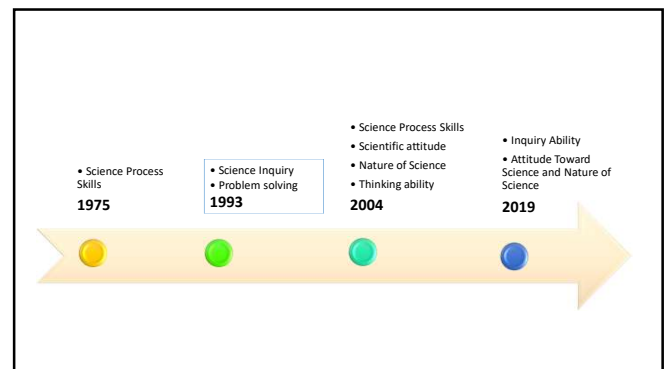 • Science Process
Skills
1975
• Science Inquiry
• Problem solving
1993
• Science Process Skills
• Scientific attitude
• Nature of Science
• Thinking ability
2004
• Inquiry Ability
• Attitude Toward
Science and Nature of
Science
2019